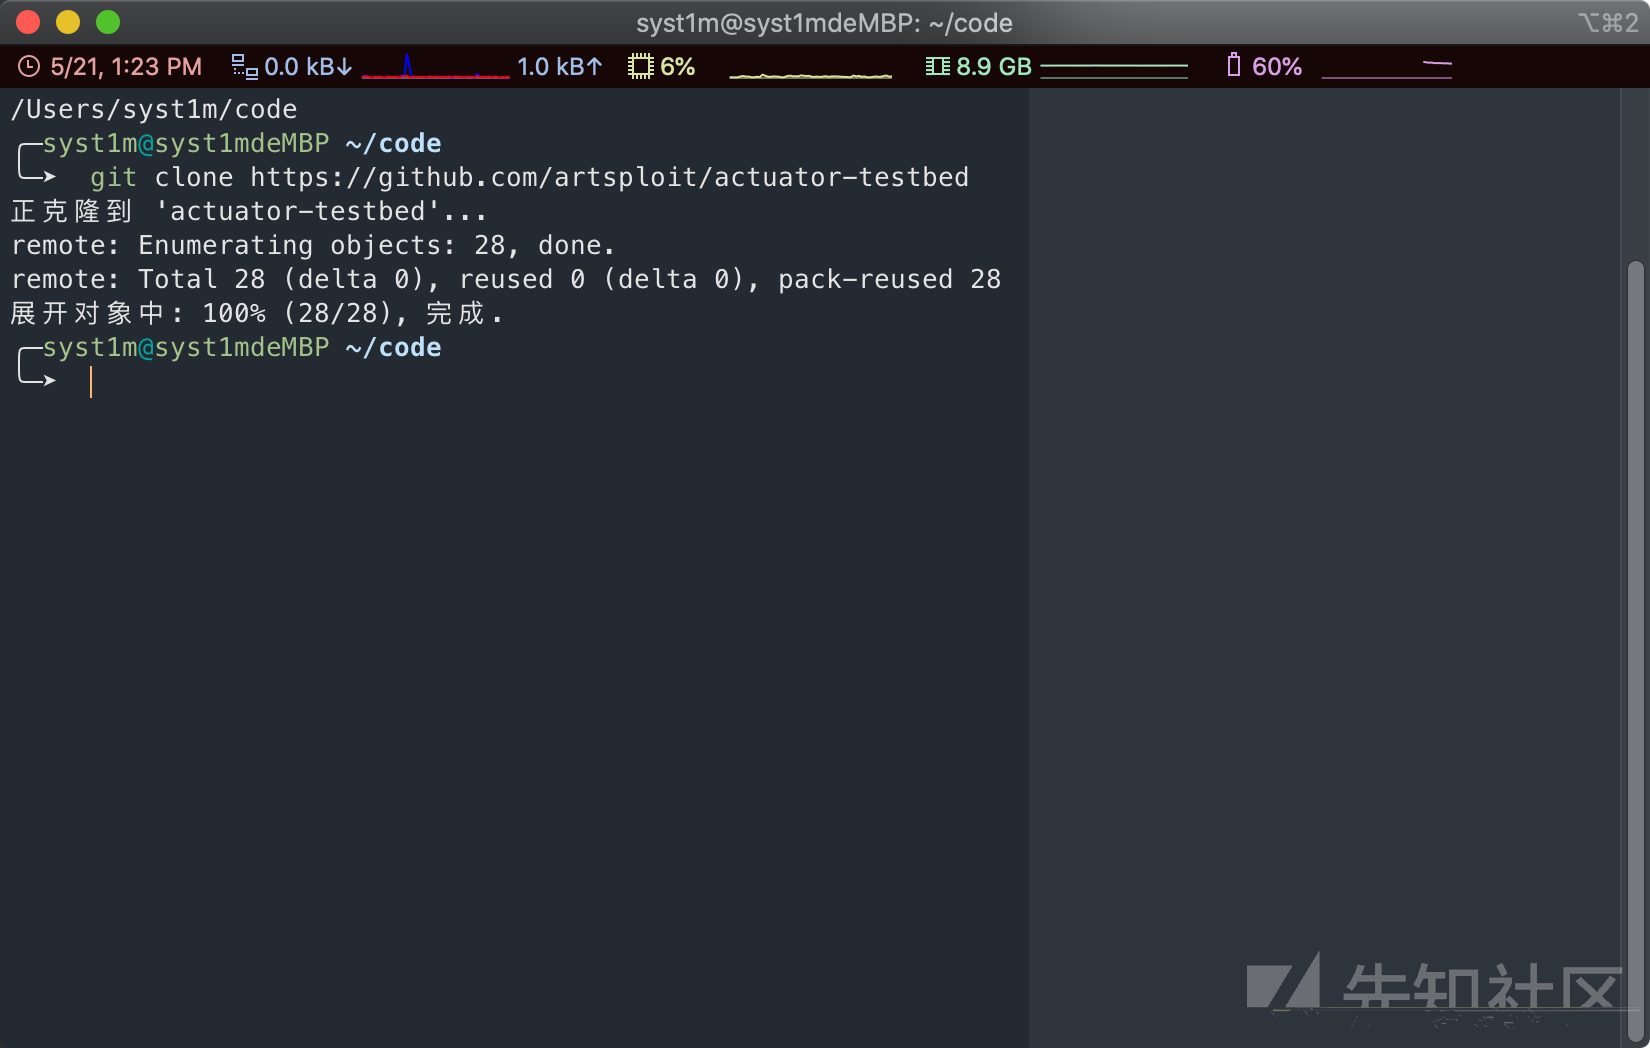 syst1m@syst1mdeMBP: ~/code
⌥⌘2
5/21, 1:23 PM 0.0 kB↓ 1.0 kB↑ 6% 8.9 GB 60%
/Users/syst1m/code
syst1m@syst1mdeMBP ~/code
git clone https://github.com/artsploit/actuator-testbed
正克隆到 'actuator-testbed'...
remote: Enumerating objects: 28, done.
remote: Total 28 (delta 0), reused 0 (delta 0), pack-reused 28
展开对象中: 100% (28/28), 完成.
syst1m@syst1mdeMBP ~/code
先知社区